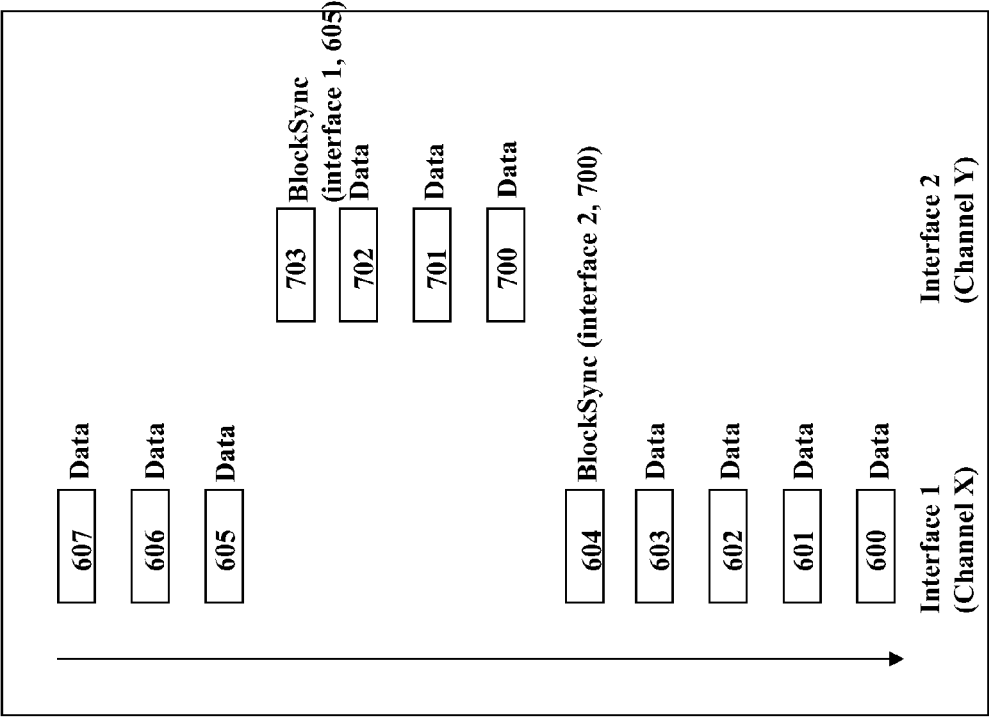 607 Data
606 Data
605 Data
703 BlockSync
(interface 1, 605)
702 Data
701 Data
700 Data
604 BlockSync (interface 2, 700)
603 Data
602 Data
601 Data
600 Data
Interface 1
(Channel X)
Interface 2
(Channel Y)